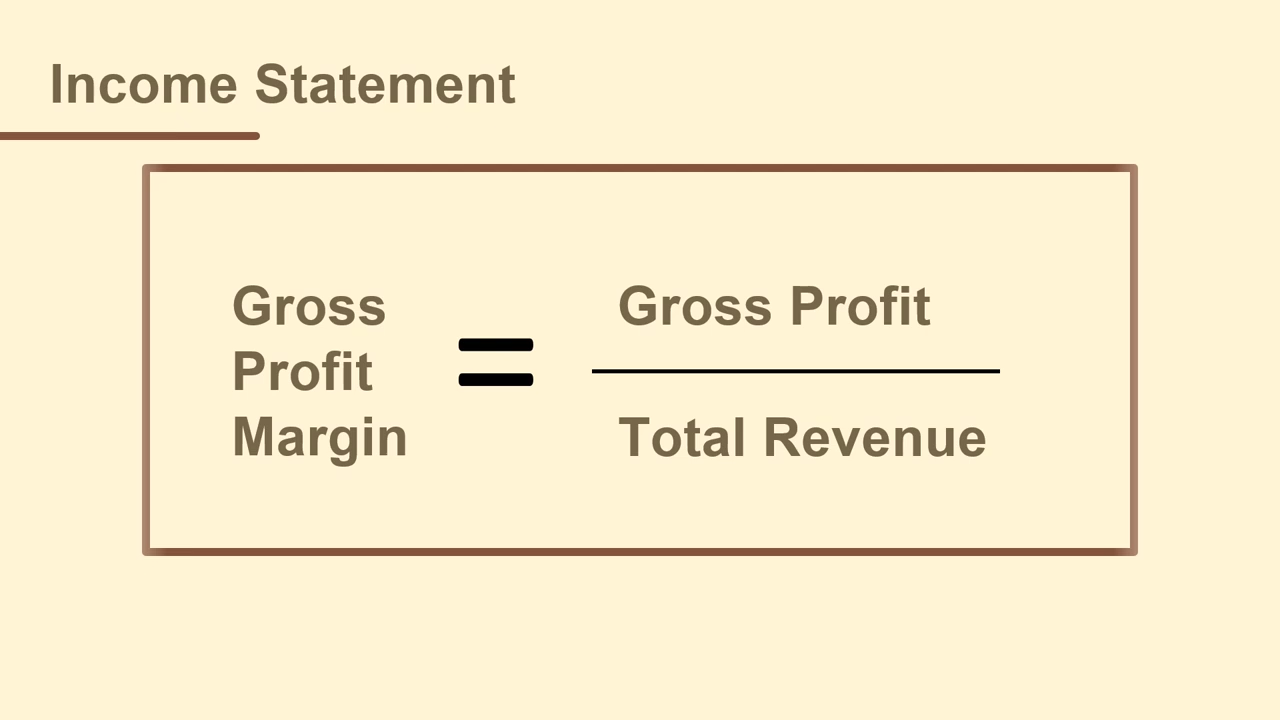 Income Statement
Gross
Profit
Margin
=
Gross Profit
Total Revenue